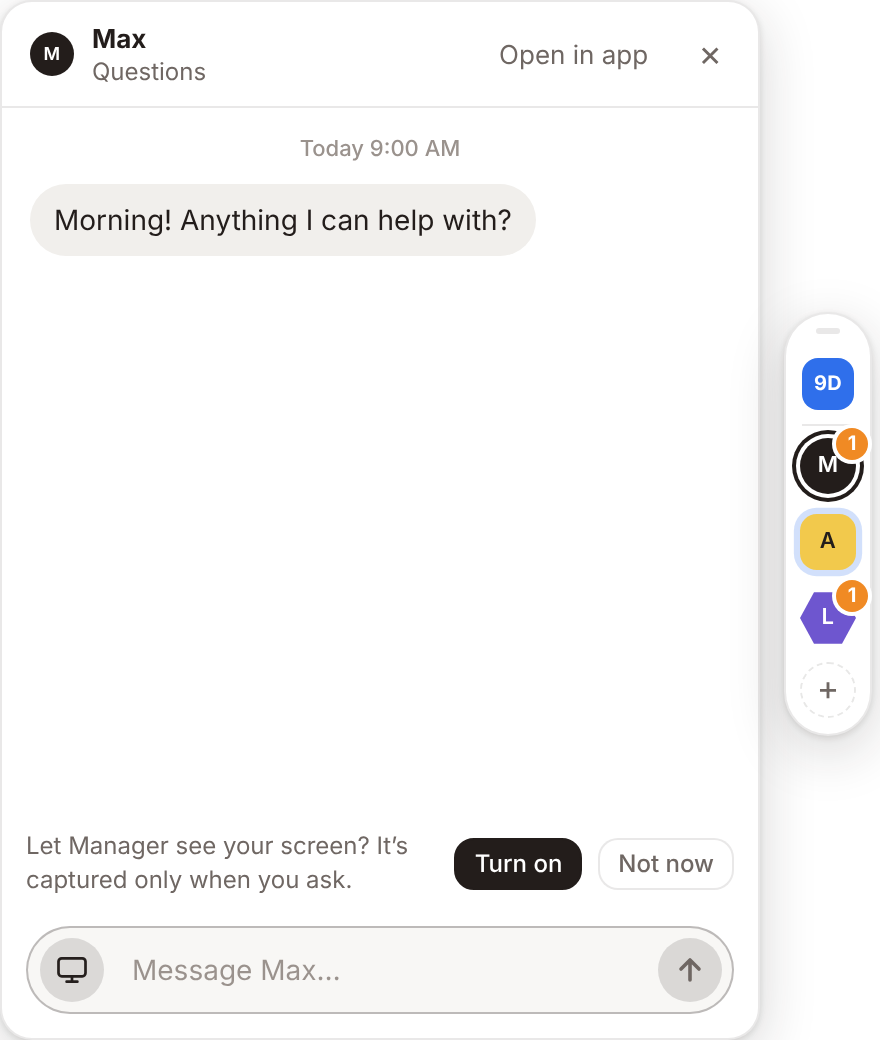 M
Max
Questions
Open in app
Today 9:00 AM
Morning! Anything I can help with?
9D
M
1
A
L
1
Let Manager see your screen? It’s
captured only when you ask.
Turn on
Not now
Message Max...